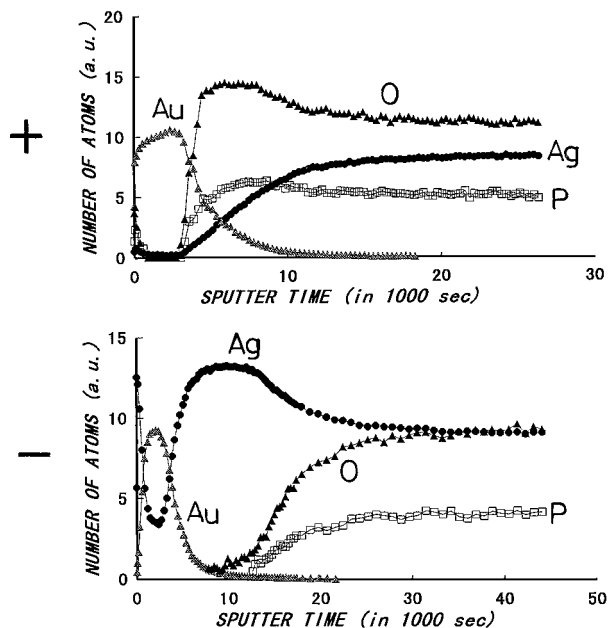 20
15
10
5
0
NUMBER OF ATOMS (a.u.)
+
Au
O
Ag
P
0
10
20
30
SPUTTER TIME (in 1000 sec)
15
10
5
0
NUMBER OF ATOMS (a.u.)
−
Ag
Au
O
P
0
10
20
30
40
50
SPUTTER TIME (in 1000 sec)